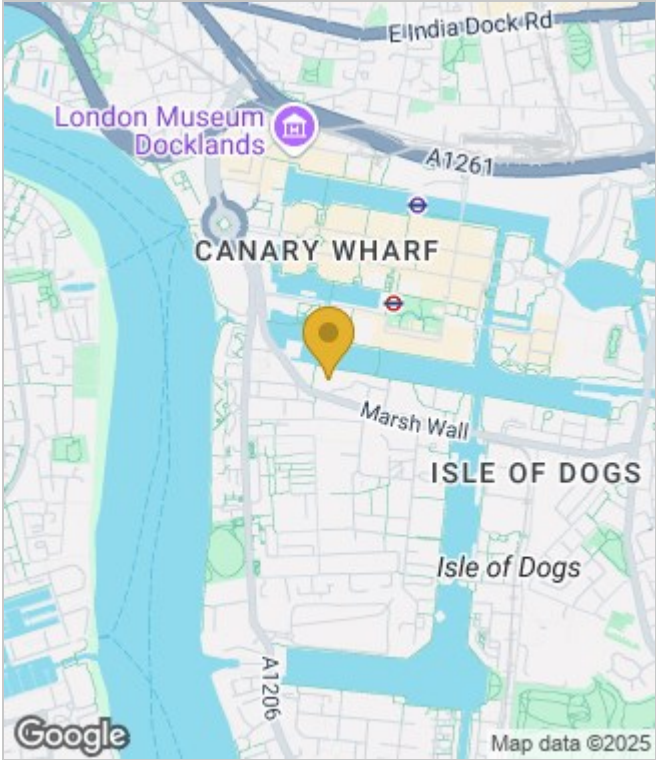 E India Dock Rd
London Museum
Docklands
A1261
CANARY WHARF
Marsh Wall
ISLE OF DOGS
Isle of Dogs
A1206
Google
Map data ©2025